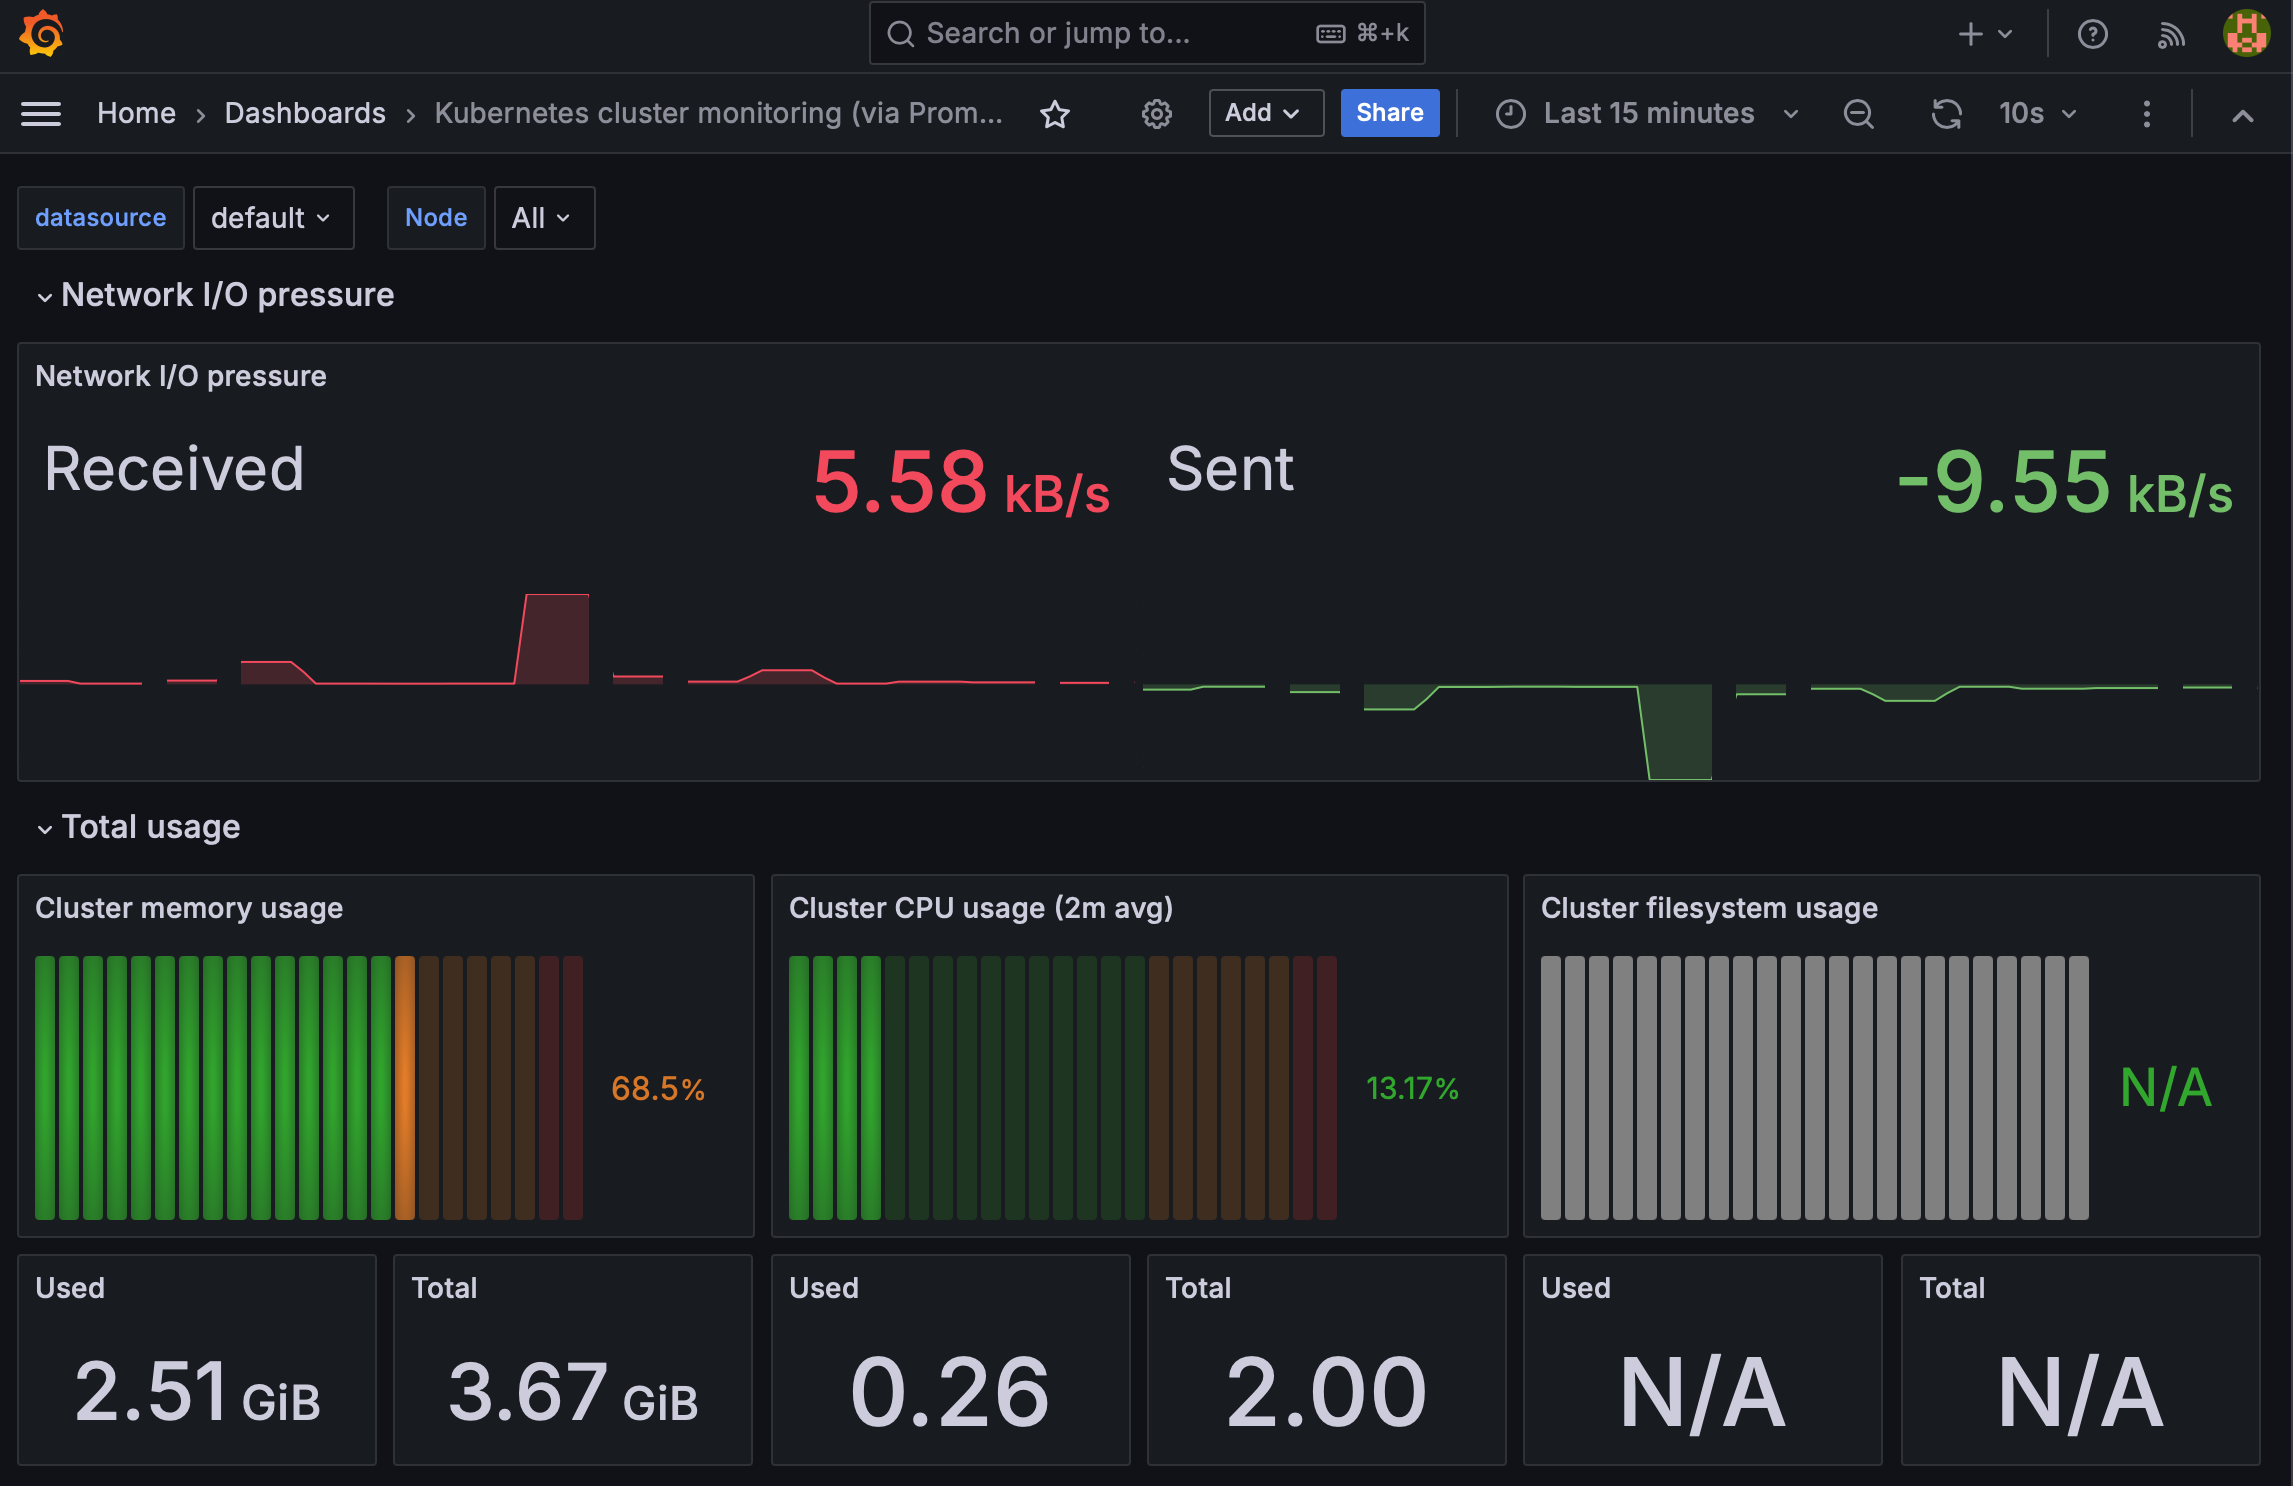 Search or jump to... ⌘+k
Home › Dashboards › Kubernetes cluster monitoring (via Prom... Add Share Last 15 minutes 10s
datasource default Node All
Network I/O pressure
Network I/O pressure
Received 5.58 kB/s Sent -9.55 kB/s
Total usage
Cluster memory usage
68.5%
Cluster CPU usage (2m avg)
13.17%
Cluster filesystem usage
N/A
Used
2.51 GiB
Total
3.67 GiB
Used
0.26
Total
2.00
Used
N/A
Total
N/A